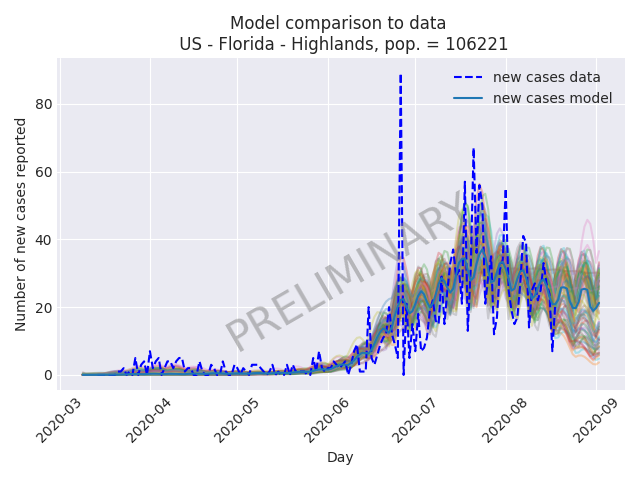 Model comparison to data
US - Florida - Highlands, pop. = 106221
new cases data
new cases model
Number of new cases reported
80
60
40
20
0
PRELIMINARY
2020-03
2020-04
2020-05
2020-06
2020-07
2020-08
2020-09
Day